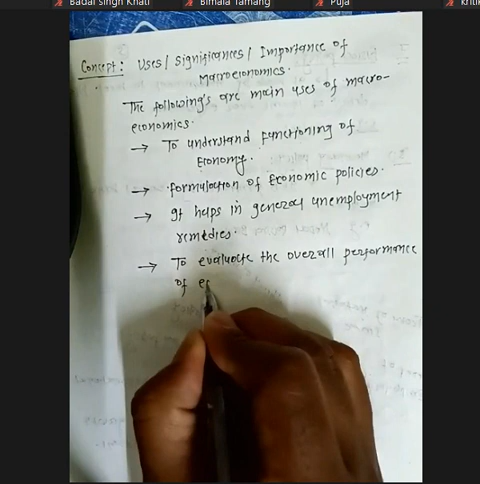 Badal singh Khati
Bimala Tamang
Puja
Concept: Uses/Significances/Importance of
Macroeconomics.
The following's are main uses of macro-
economics.
→ To understand functioning of
Economy.
→ formulation of Economic policies.
→ It helps in general unemployment
remedies.
→ To evaluate the overall performance
of ec